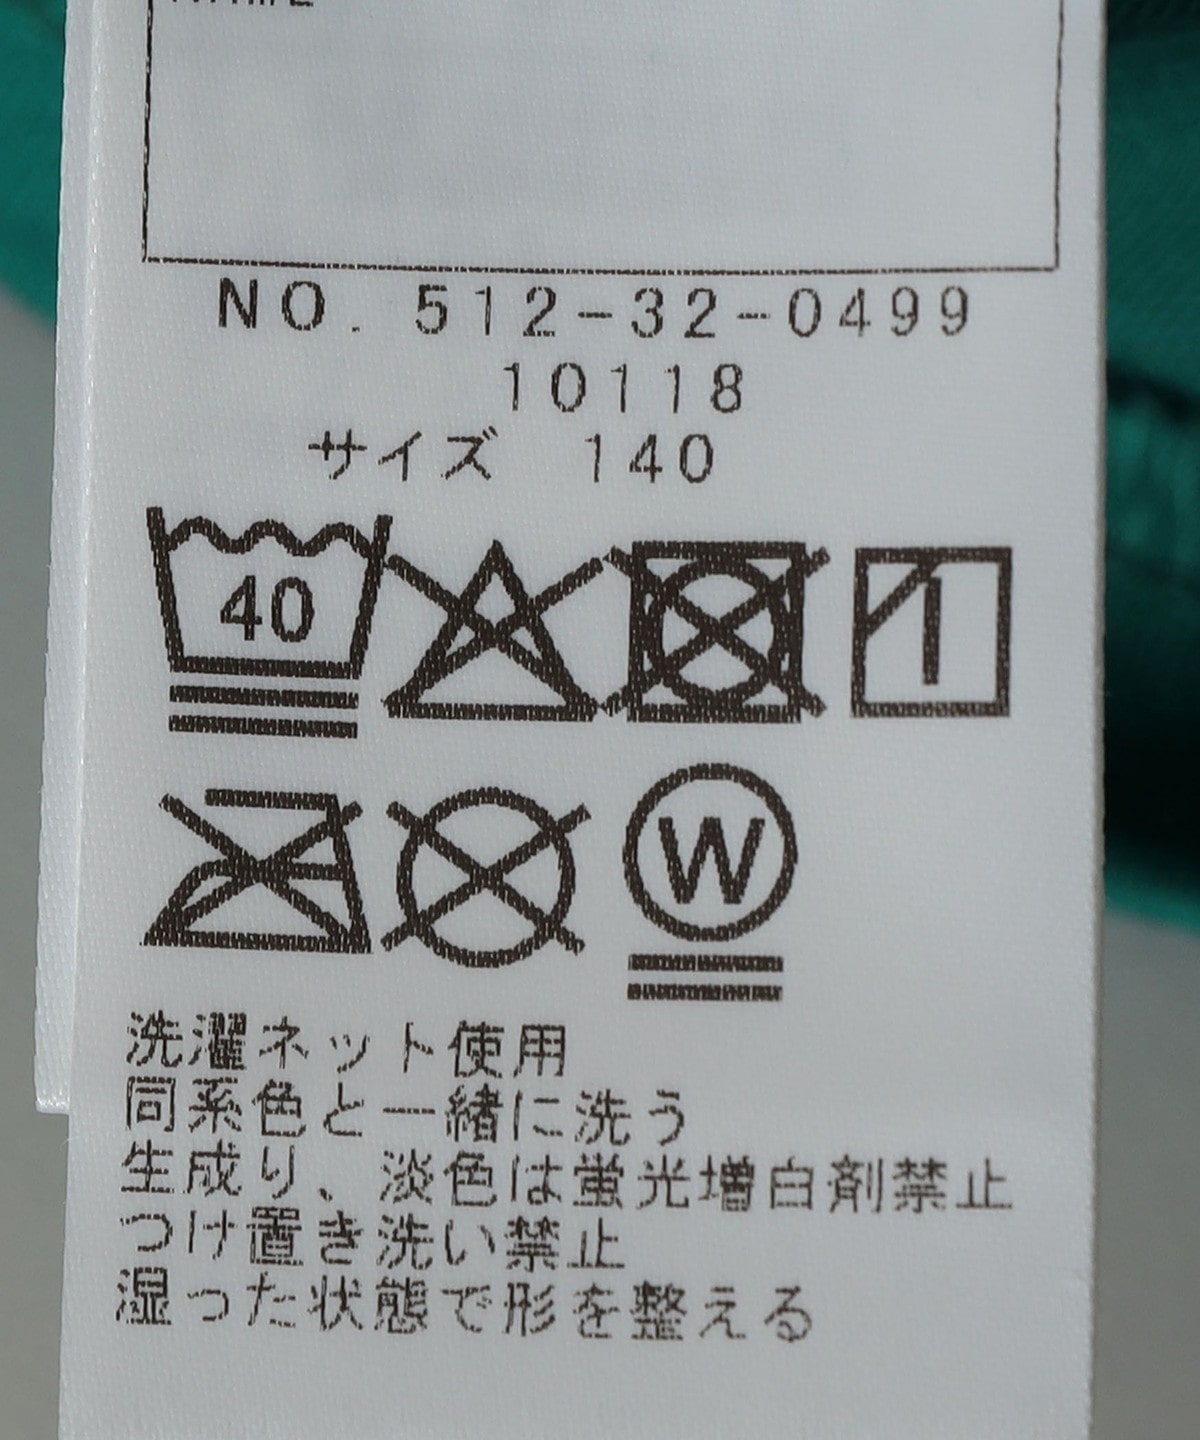 NO. 512-32-0499
10118
サイズ 140
40
W
洗濯ネット使用
同系色と一緒に洗う
生成り、淡色は蛍光増白剤禁止
つけ置き洗い禁止
湿った状態で形を整える